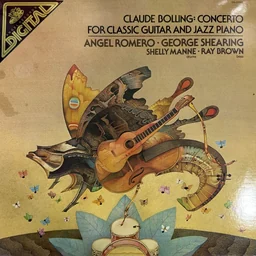 DIGITAL
CLAUDE BOLLING: CONCERTO
FOR CLASSIC GUITAR AND JAZZ PIANO
ANGEL ROMERO · GEORGE SHEARING
SHELLY MANNE · RAY BROWN